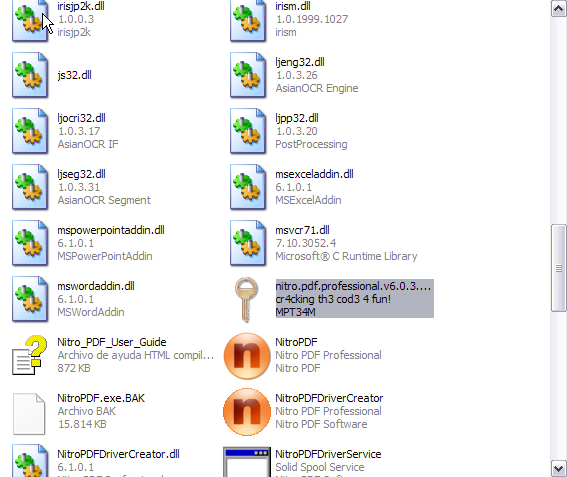 irisjp2k.dll
1.0.0.3
irisjp2k
irism.dll
1.0.1999.1027
irism
js32.dll
ljeng32.dll
1.0.3.26
AsianOCR Engine
ljocri32.dll
1.0.3.17
AsianOCR IF
ljpp32.dll
1.0.3.20
PostProcessing
ljseg32.dll
1.0.3.31
AsianOCR Segment
msexceladdin.dll
6.1.0.1
MSExcelAddin
mspowerpointaddin.dll
6.1.0.1
MSPowerPointAddin
msvcr71.dll
7.10.3052.4
Microsoft® C Runtime Library
mswordaddin.dll
6.1.0.1
MSWordAddin
nitro.pdf.professional.v6.0.3....
cr4cking th3 cod3 4 fun!
MPT34M
Nitro_PDF_User_Guide
Archivo de ayuda HTML compil...
872 KB
NitroPDF
Nitro PDF Professional
Nitro PDF
NitroPDF.exe.BAK
Archivo BAK
15.814 KB
NitroPDFDriverCreator
Nitro PDF Professional
Nitro PDF Software
NitroPDFDriverCreator.dll
6.1.0.1
NitroPDFDriverService
Solid Spool Service